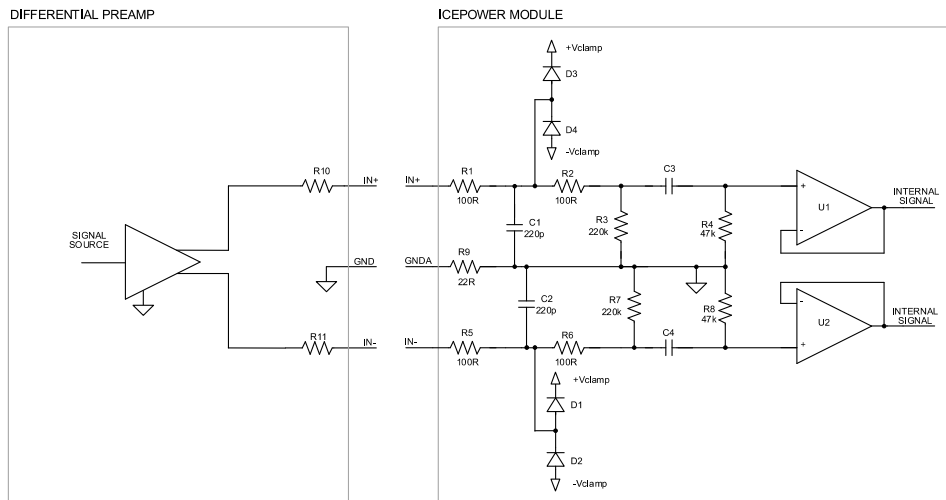 DIFFERENTIAL PREAMP
ICEPOWER MODULE
+Vclamp
D3
D4
-Vclamp
R10
IN+
IN+
R1
100R
R2
100R
C3
+
U1
-
INTERNAL
SIGNAL
C1
220p
R3
220k
R4
47k
SIGNAL
SOURCE
GND
GNDA
R9
22R
C2
220p
R7
220k
R8
47k
-
U2
+
INTERNAL
SIGNAL
R11
IN-
IN-
R5
100R
R6
100R
C4
+Vclamp
D1
D2
-Vclamp